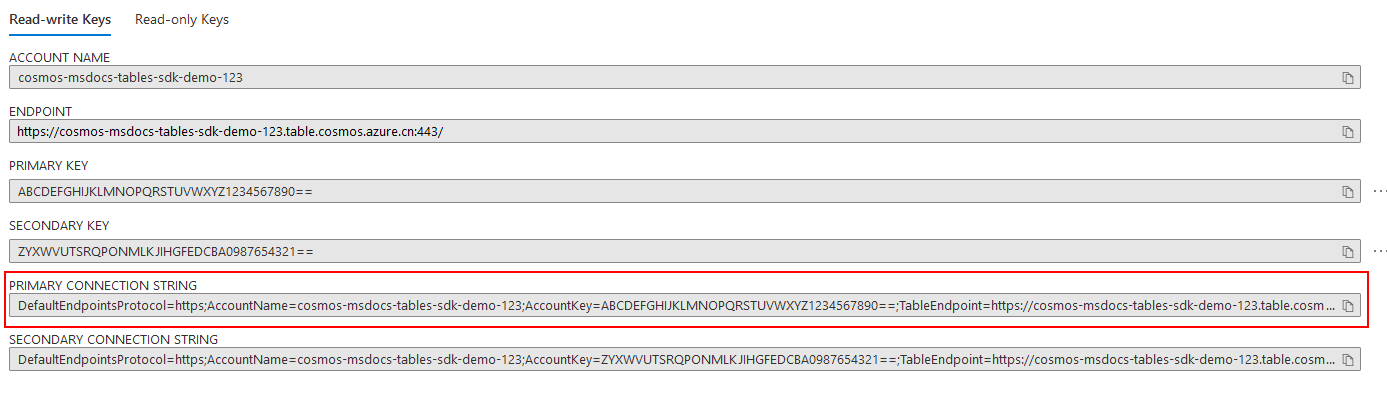 Read-write Keys Read-only Keys
ACCOUNT NAME
cosmos-msdocs-tables-sdk-demo-123
ENDPOINT
https://cosmos-msdocs-tables-sdk-demo-123.table.cosmos.azure.cn:443/
PRIMARY KEY
ABCDEFGHIJKLMNOPQRSTUVWXYZ1234567890==
...
SECONDARY KEY
ZYXWVUTSRQPONMLKJIHGFEDCBA0987654321==
...
PRIMARY CONNECTION STRING
DefaultEndpointsProtocol=https;AccountName=cosmos-msdocs-tables-sdk-demo-123;AccountKey=ABCDEFGHIJKLMNOPQRSTUVWXYZ1234567890==;TableEndpoint=https://cosmos-msdocs-tables-sdk-demo-123.table.cosm ...
SECONDARY CONNECTION STRING
DefaultEndpointsProtocol=https;AccountName=cosmos-msdocs-tables-sdk-demo-123;AccountKey=ZYXWVUTSRQPONMLKJIHGFEDCBA0987654321==;TableEndpoint=https://cosmos-msdocs-tables-sdk-demo-123.table.cosm...